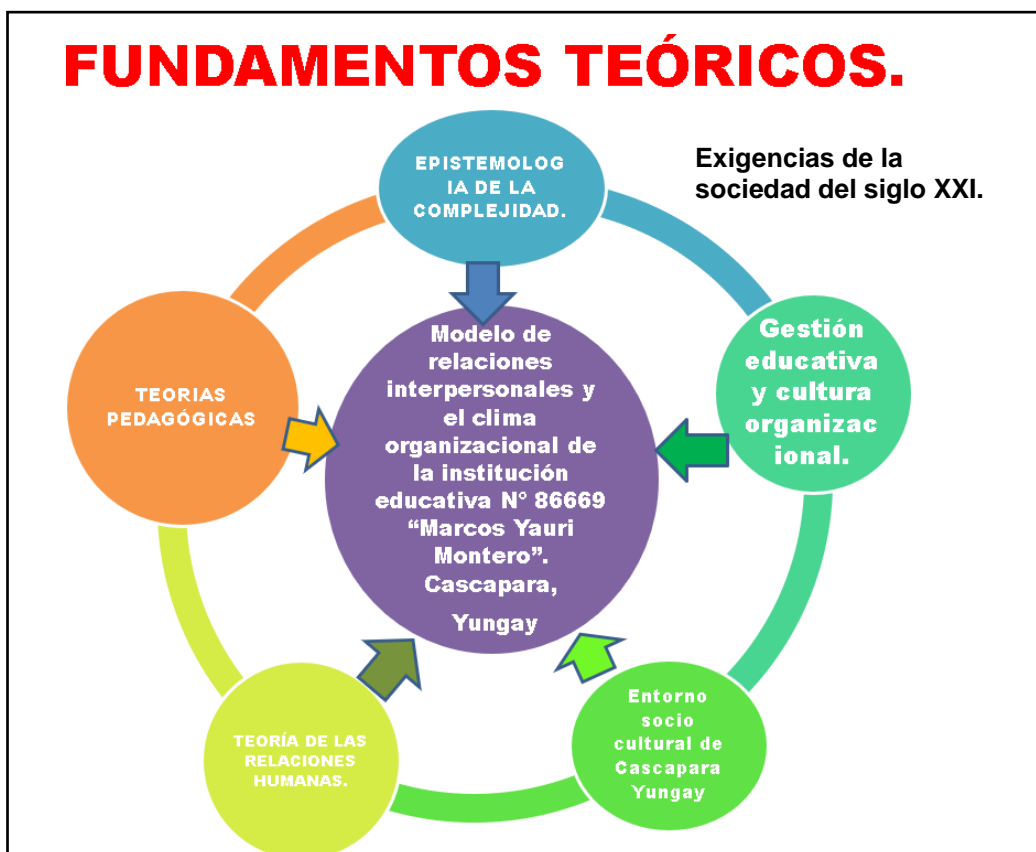 FUNDAMENTOS TEÓRICOS.
Exigencias de la
sociedad del siglo XXI.
EPISTEMOLOG
IA DE LA
COMPLEJIDAD.
Gestión
educativa
y cultura
organizac
ional.
Entorno
socio
cultural de
Cascapara
Yungay
TEORÍA DE LAS
RELACIONES
HUMANAS.
TEORIAS
PEDAGÓGICAS
Modelo de
relaciones
interpersonales y
el clima
organizacional de
la institución
educativa N° 86669
“Marcos Yauri
Montero”.
Cascapara,
Yungay